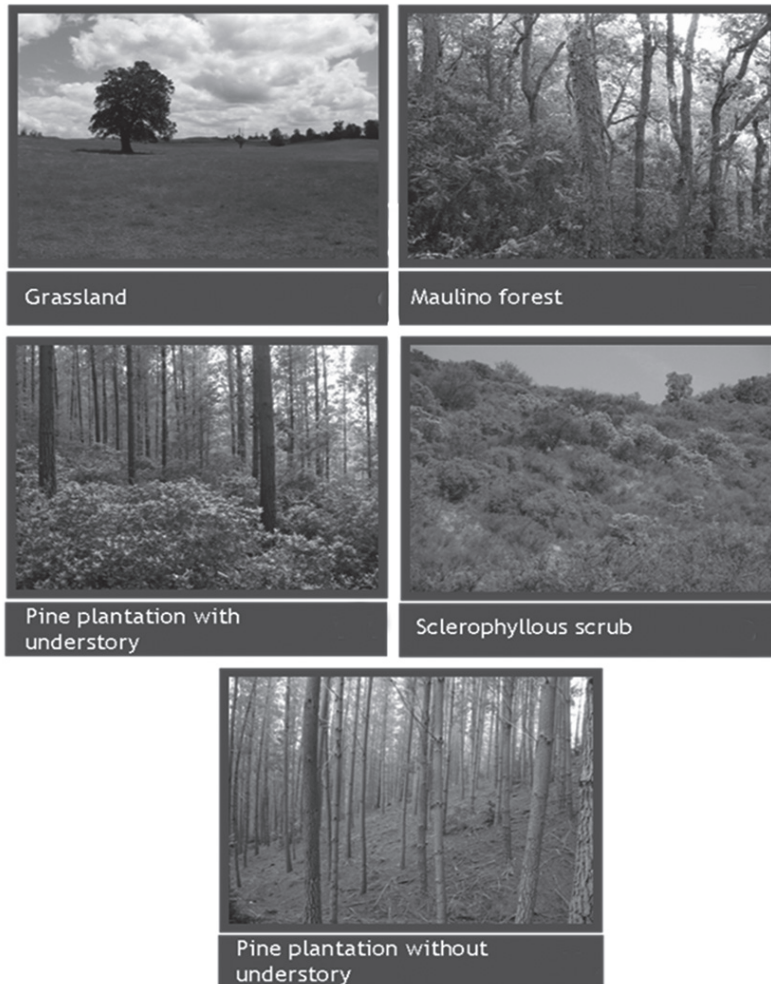 Grassland
Maulino forest
Pine plantation with
understory
Sclerophyllous scrub
Pine plantation without
understory